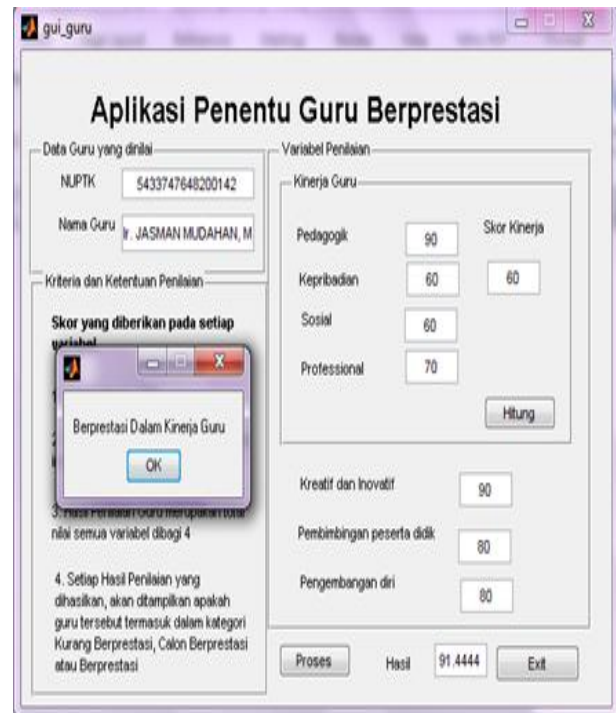 gui_guru
Aplikasi Penentu Guru Berprestasi
Data Guru yang dinilai
NUPTK 5433747648200142
Nama Guru Ir. JASMAN MUDAHAN, M
Kriteria dan Ketentuan Penilaian
Skor yang diberikan pada setiap
variabel
Berprestasi Dalam Kinerja Guru
OK
3. Hasil Penilaian Guru merupakan total
nilai semua variabel dibagi 4
4. Setiap Hasil Penilaian yang
dihasilkan, akan ditampilkan apakah
guru tersebut termasuk dalam kategori
Kurang Berprestasi, Calon Berprestasi
atau Berprestasi
Variabel Penilaian
Kinerja Guru
Pedagogik 90 Skor Kinerja
Kepribadian 60 60
Sosial 60
Professional 70
Hitung
Kreatif dan Inovatif 90
Pembimbingan peserta didik 80
Pengembangan diri 80
Proses Hasil 91.4444 Exit